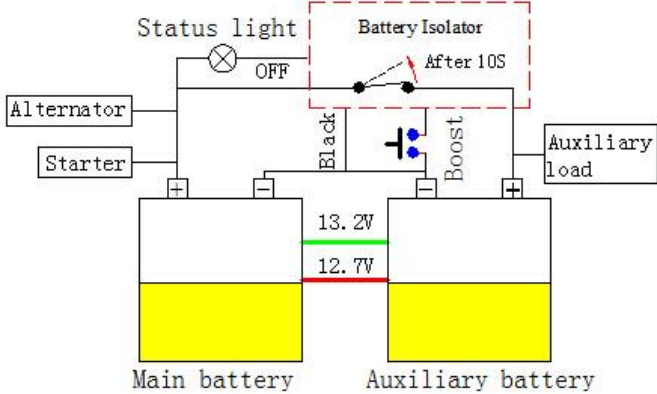 Status light
Battery Isolator
OFF
After 10S
Alternator
Starter
Black
Boost
Auxiliary
load
+
−
−
+
13.2V
12.7V
Main battery
Auxiliary battery